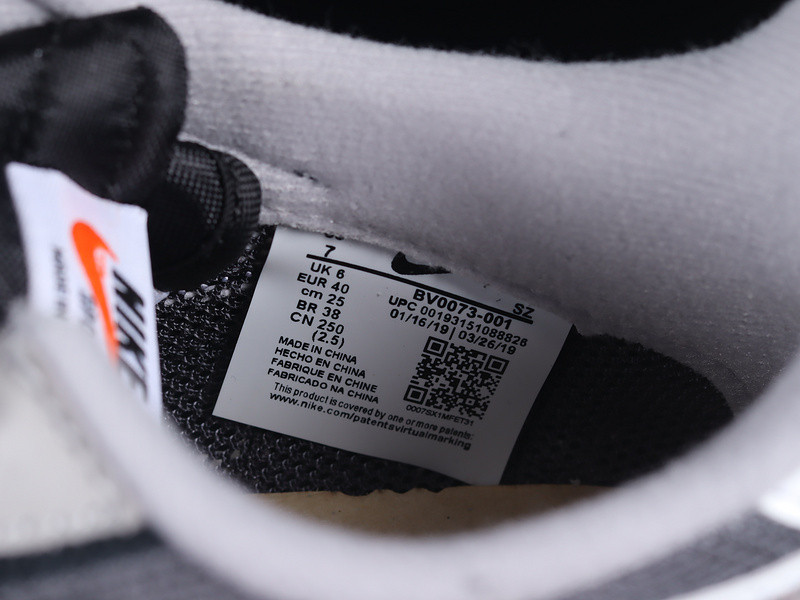 7
UK 6
EUR 40
cm 25
BR 38
CN 250
(2.5)
BV0073-001 SZ
UPC 00193151088826
01/16/19 | 03/26/19
MADE IN CHINA
HECHO EN CHINA
FABRIQUE EN CHINE
FABRICADO NA CHINA
0007SX1MFET31
This product is covered by one or more patents:
www.nike.com/patentsvirtualmarking
NIKE